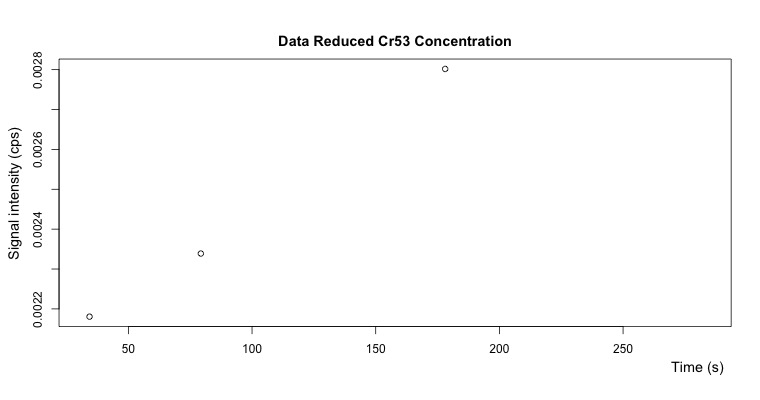 Data Reduced Cr53 Concentration
Signal intensity (cps)
0.0028
0.0026
0.0024
0.0022
50 100 150 200 250
Time (s)